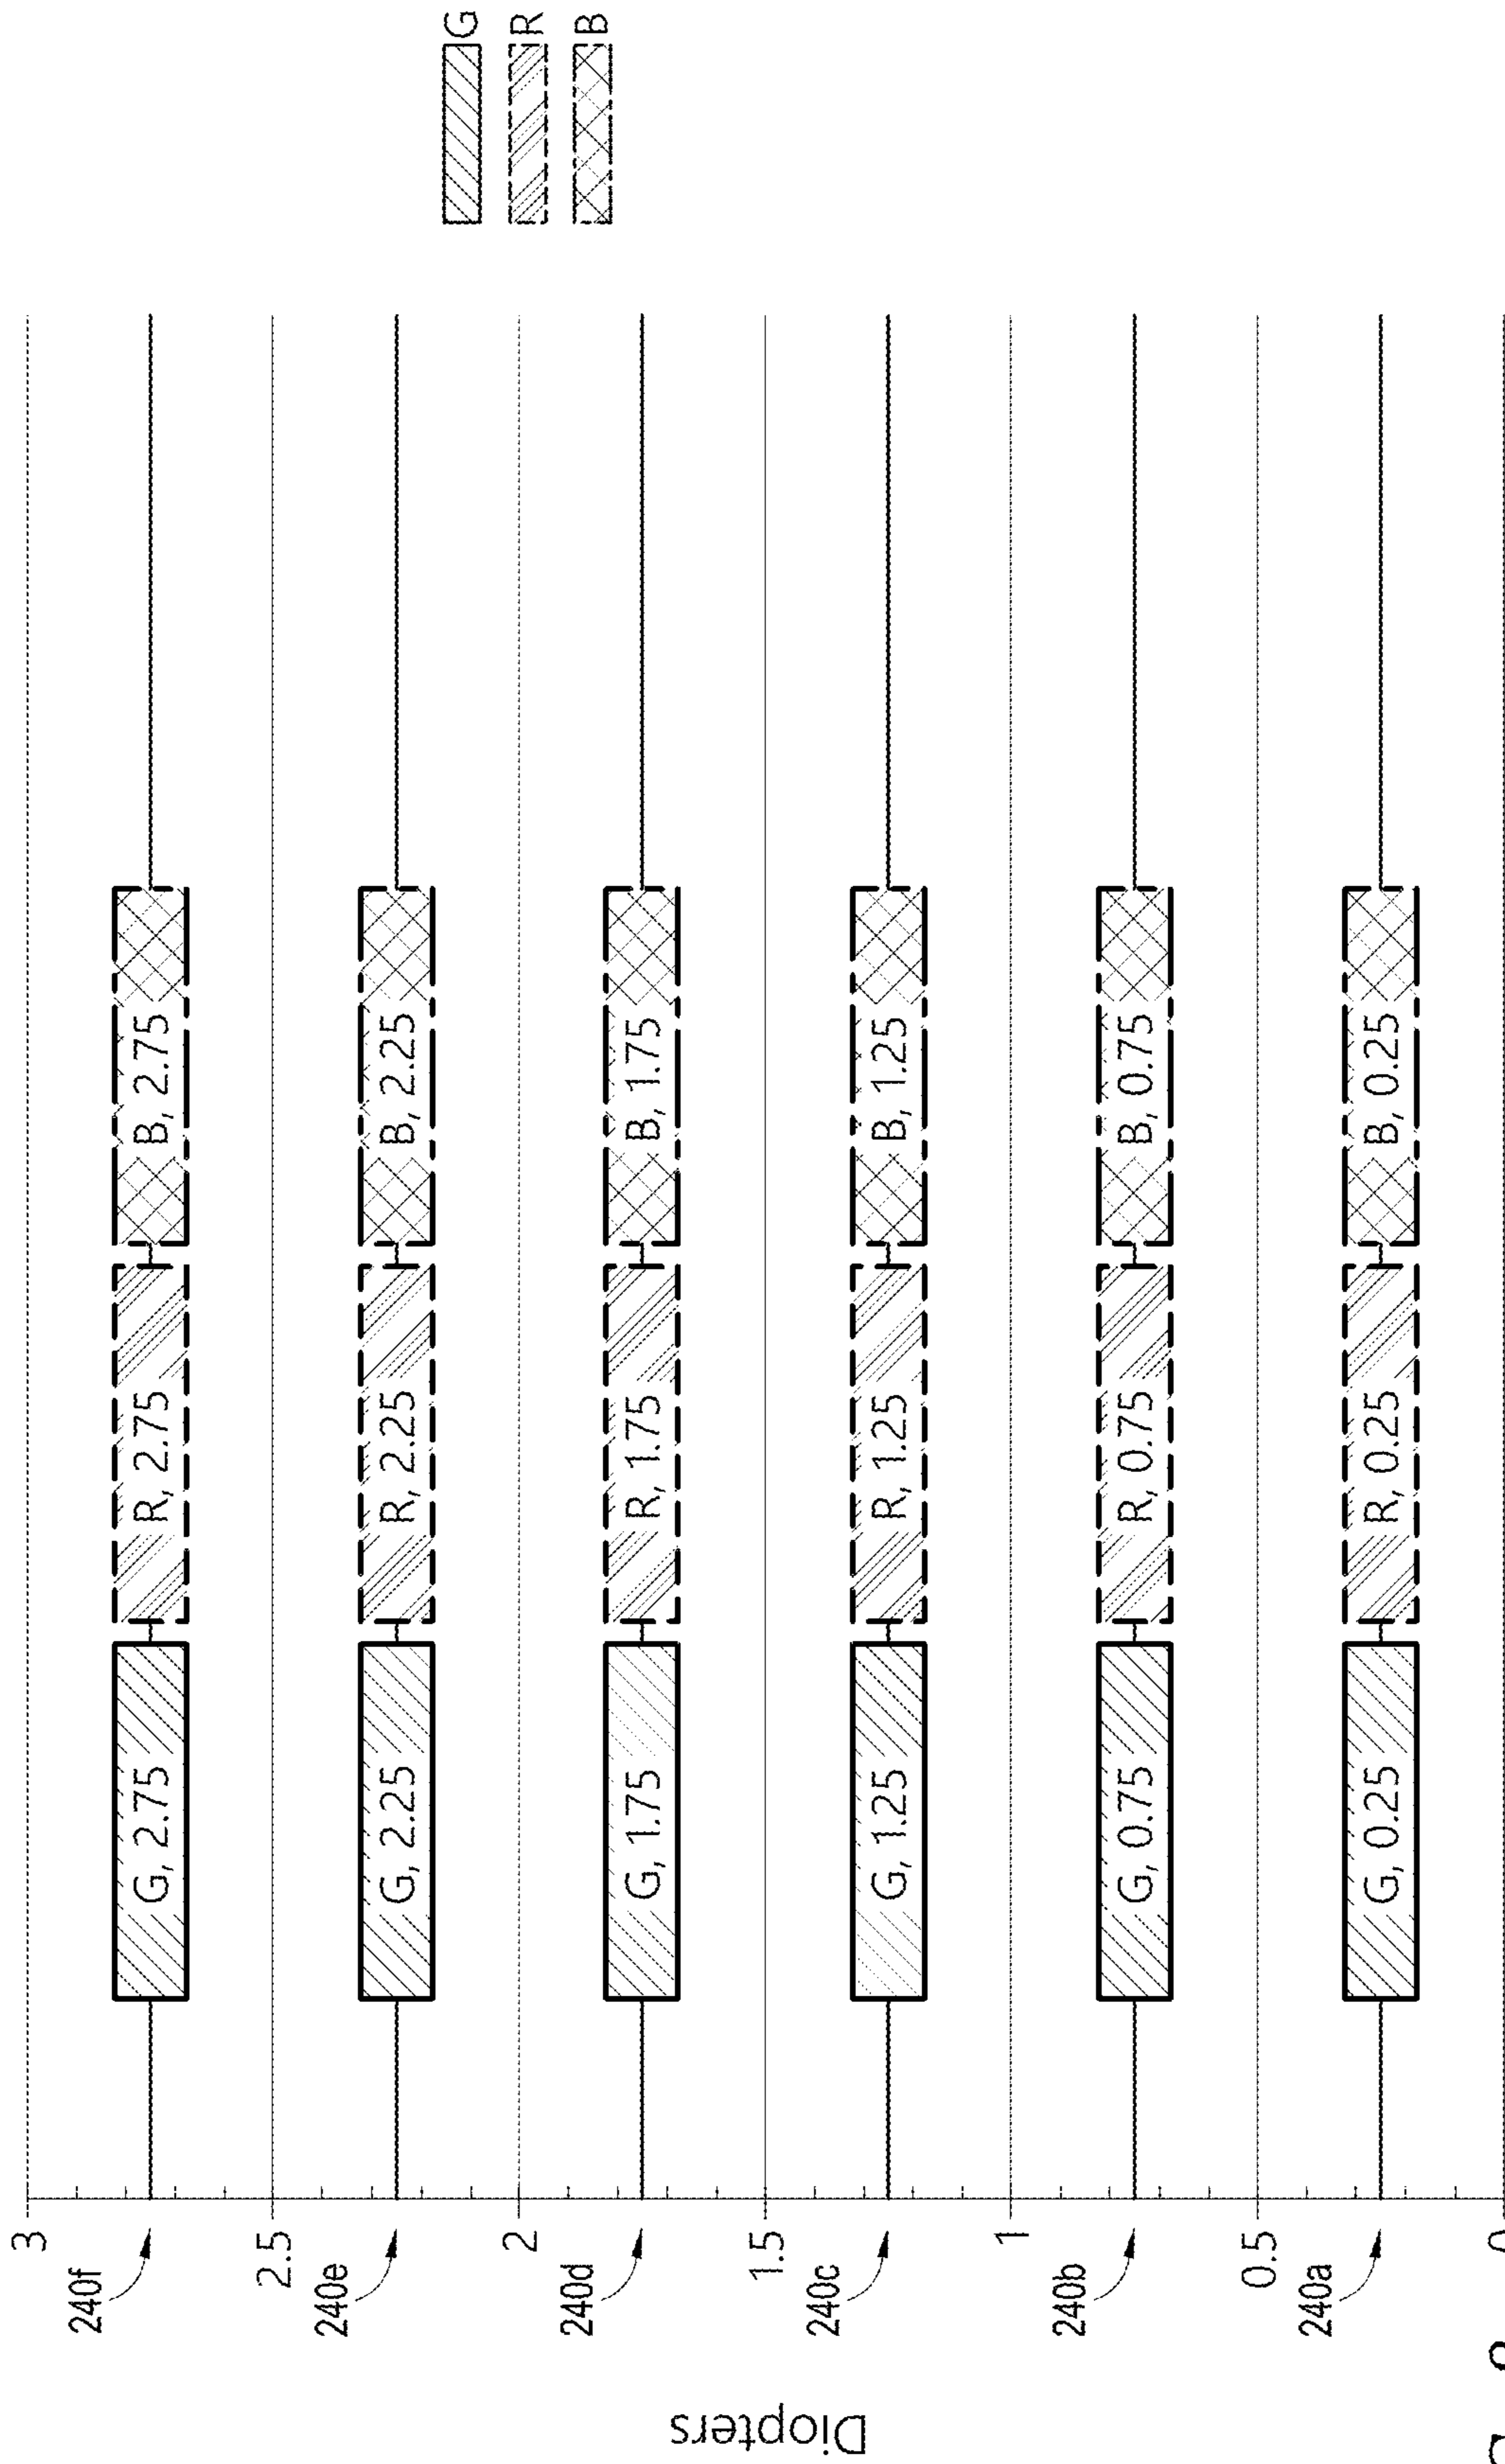 Diopters
3
240f
G, 2.75 R, 2.75 B, 2.75
2.5
240e
G, 2.25 R, 2.25 B, 2.25
2
240d
G, 1.75 R, 1.75 B, 1.75
1.5
240c
G, 1.25 R, 1.25 B, 1.25
1
240b
G, 0.75 R, 0.75 B, 0.75
0.5
240a
G, 0.25 R, 0.25 B, 0.25
G
R
B